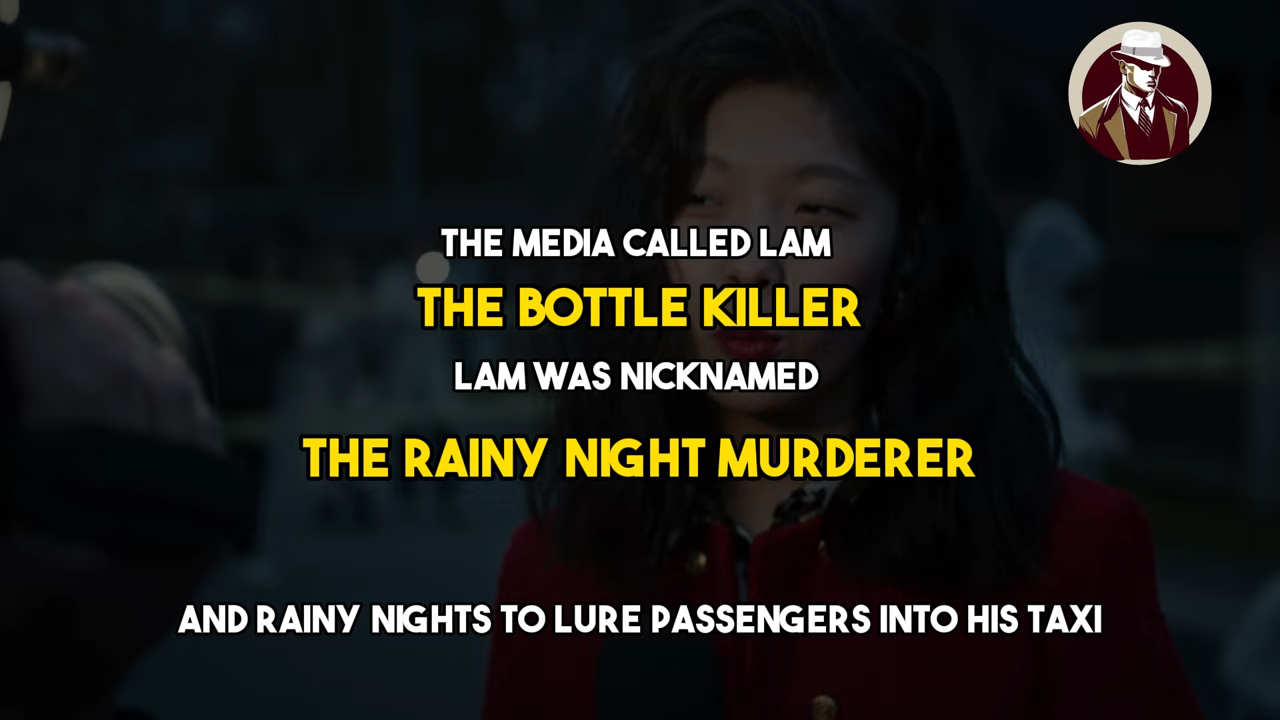 THE MEDIA CALLED LAM
THE BOTTLE KILLER
LAM WAS NICKNAMED
THE RAINY NIGHT MURDERER
AND RAINY NIGHTS TO LURE PASSENGERS INTO HIS TAXI